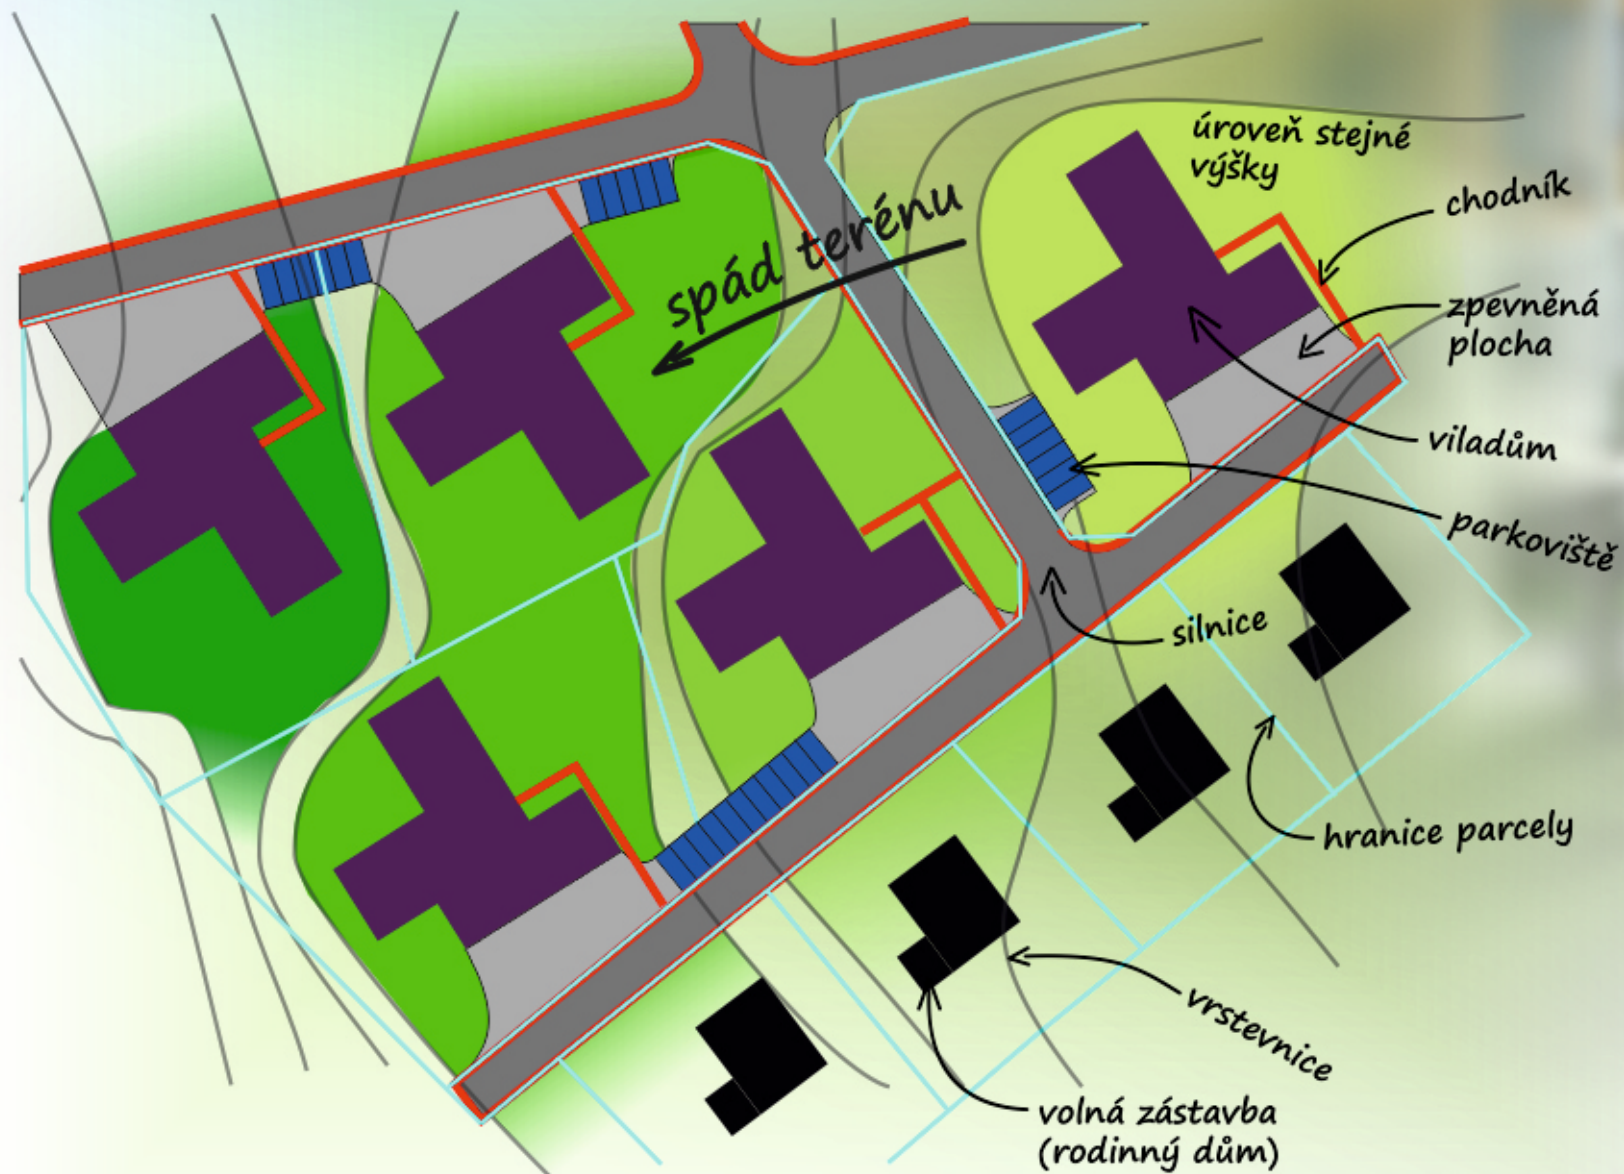 úroveň stejné
výšky
chodník
spád terénu
zpevněná
plocha
viladům
parkoviště
silnice
hranice parcely
vrstevnice
volná zástavba
(rodinný dům)